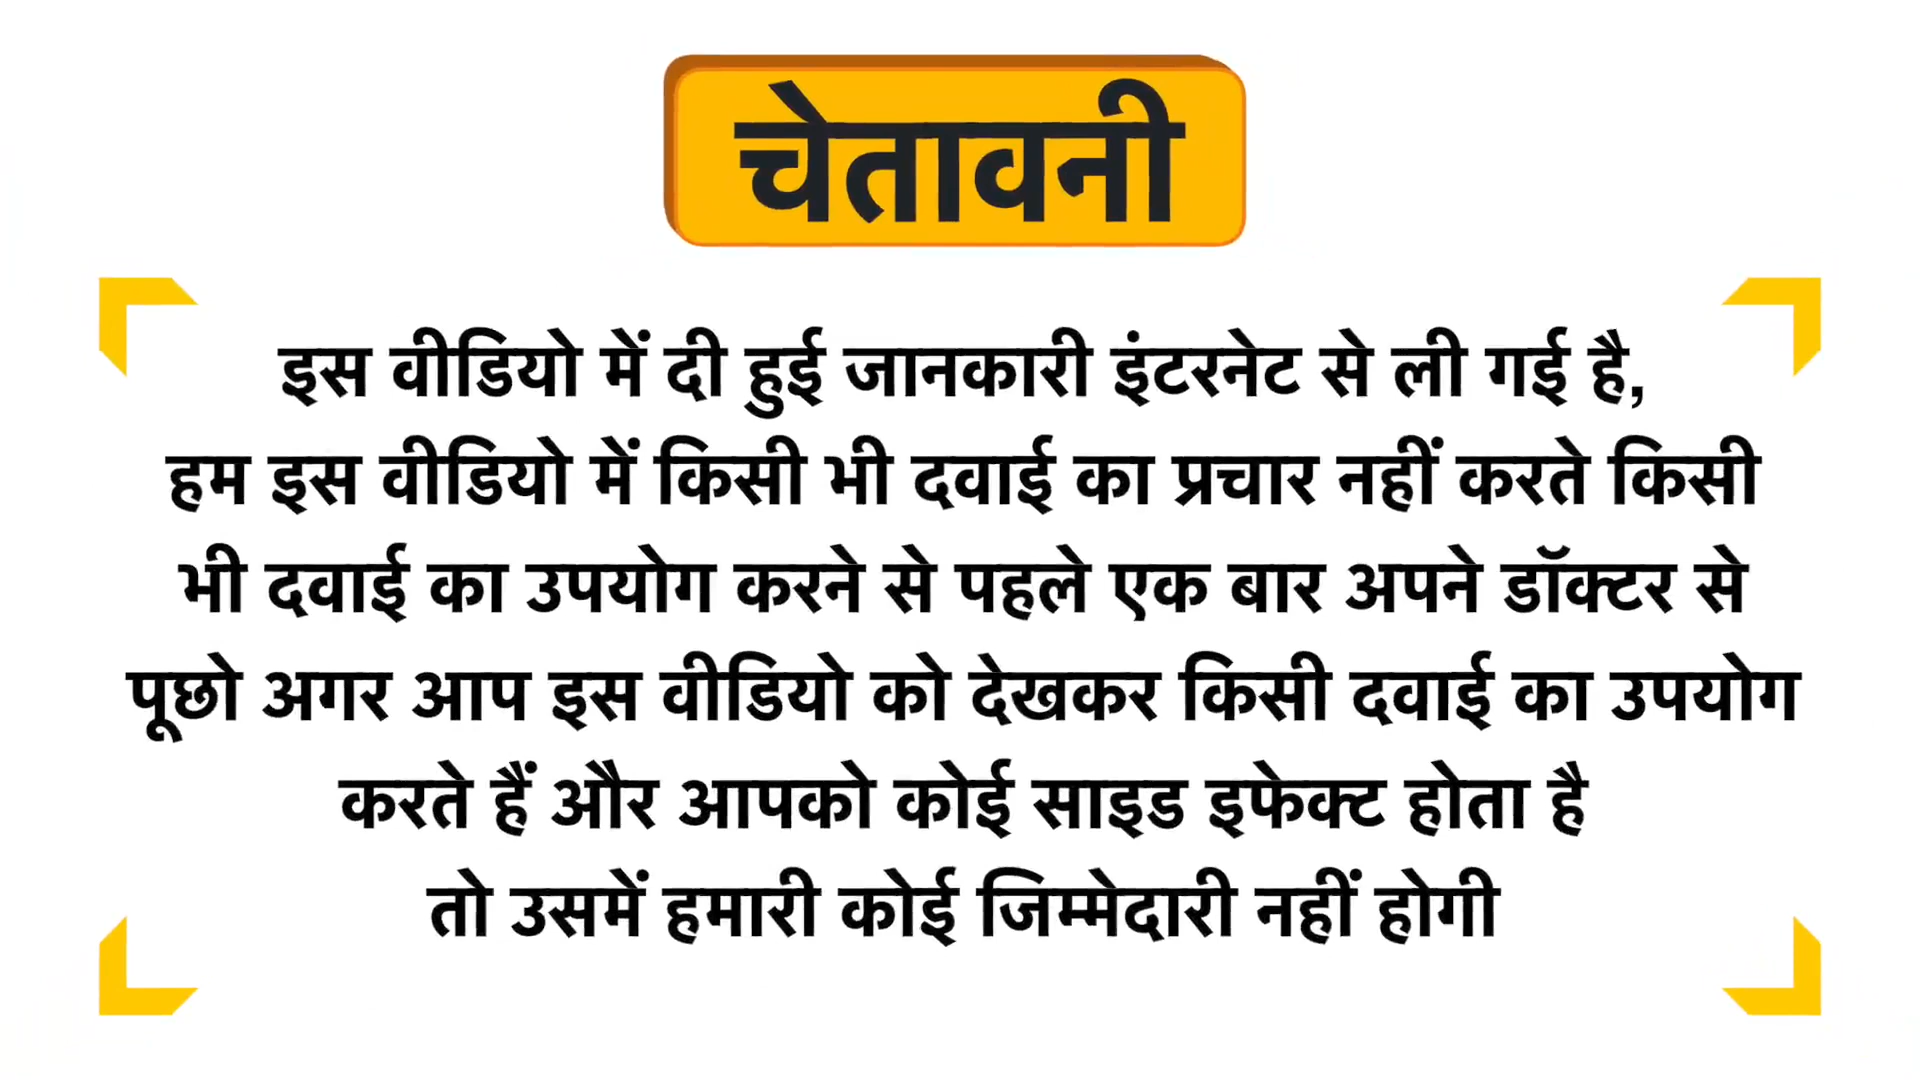 चेतावनी
इस वीडियो में दी हुई जानकारी इंटरनेट से ली गई है,
हम इस वीडियो में किसी भी दवाई का प्रचार नहीं करते किसी
भी दवाई का उपयोग करने से पहले एक बार अपने डॉक्टर से
पूछो अगर आप इस वीडियो को देखकर किसी दवाई का उपयोग
करते हैं और आपको कोई साइड इफेक्ट होता है
तो उसमें हमारी कोई जिम्मेदारी नहीं होगी